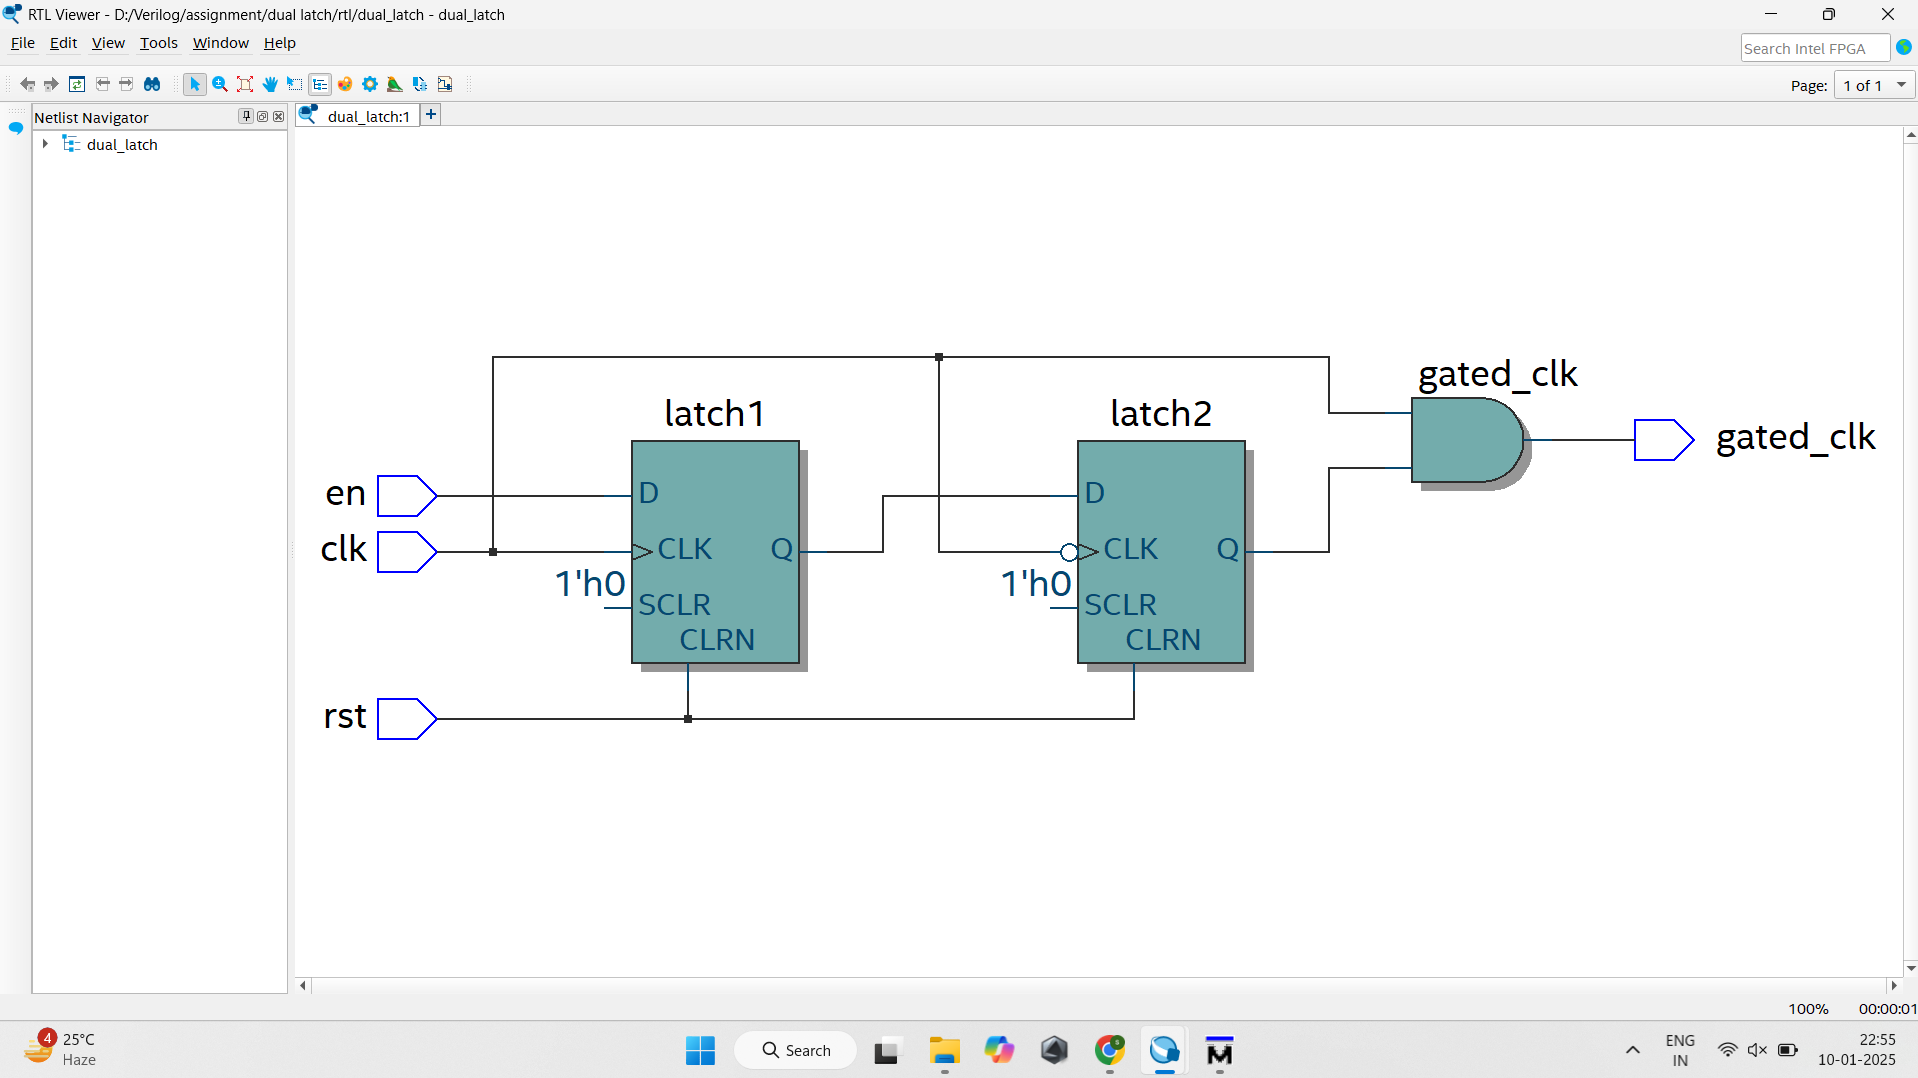 RTL Viewer - D:/Verilog/assignment/dual latch/rtl/dual_latch - dual_latch
File Edit View Tools Window Help
Search Intel FPGA
Page: 1 of 1
Netlist Navigator
dual_latch:1
dual_latch
gated_clk
latch1
latch2
gated_clk
en
D
D
clk
CLK
Q
CLK
Q
1'h0
1'h0
SCLR
SCLR
CLRN
CLRN
rst
100% 00:00:01
4
25°C
Haze
Search
S
M
ENG
IN
22:55
10-01-2025